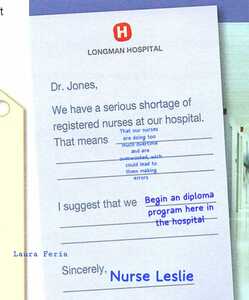 H
LONGMAN HOSPITAL
Dr. Jones,
We have a serious shortage of
registered nurses at our hospital.
That means
That our nurses
are doing too
much overtime
and are
overworked, wich
could lead to
them making
errors
I suggest that we
Begin an diploma
program here in
the hospital
Laura Feria
Sincerely,
Nurse Leslie